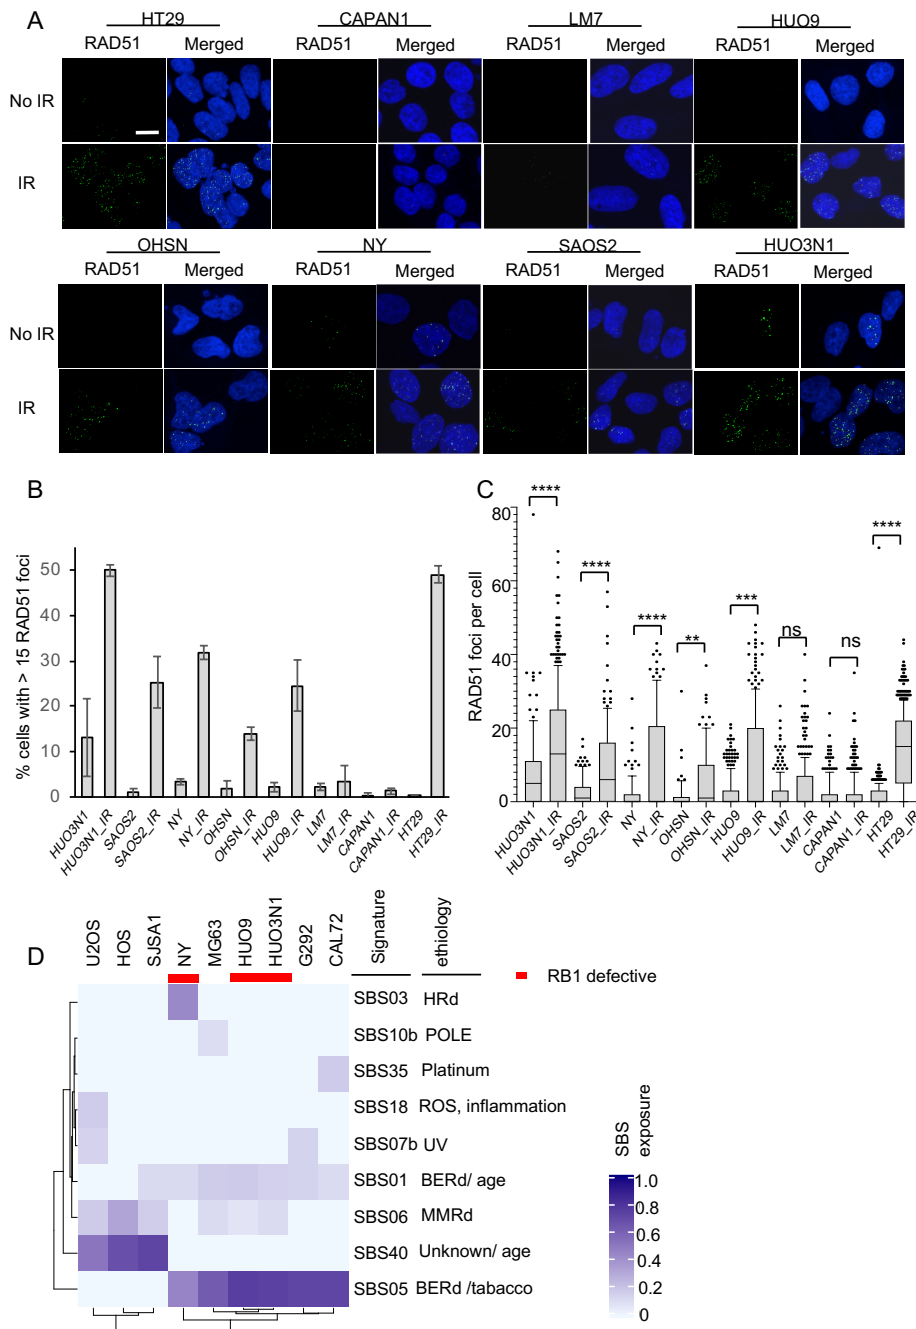 A
HT29 CAPAN1 LM7 HUO9
RAD51 Merged RAD51 Merged RAD51 Merged RAD51 Merged
No IR
IR
OHSN NY SAOS2 HUO3N1
RAD51 Merged RAD51 Merged RAD51 Merged RAD51 Merged
No IR
IR
B
% cells with > 15 RAD51 foci
50
40
30
20
10
0
HUO3N1 HUO3N1_IR SAOS2 SAOS2_IR NY NY_IR OHSN OHSN_IR HUO9 HUO9_IR LM7 LM7_IR CAPAN1 CAPAN1_IR HT29 HT29_IR
C
RAD51 foci per cell
80
60
40
20
0
**** **** **** ** *** ns ns ****
HUO3N1 HUO3N1_IR SAOS2 SAOS2_IR NY NY_IR OHSN OHSN_IR HUO9 HUO9_IR LM7 LM7_IR CAPAN1 CAPAN1_IR HT29 HT29_IR
D
U2OS HOS SJSA1 NY MG63 HUO9 HUO3N1 G292 CAL72 Signature ethiology
RB1 defective
SBS03 HRd
SBS10b POLE
SBS35 Platinum
SBS18 ROS, inflammation
SBS07b UV
SBS01 BERd/ age
SBS06 MMRd
SBS40 Unknown/ age
SBS05 BERd /tabacco
SBS
exposure
1.0
0.8
0.6
0.4
0.2
0